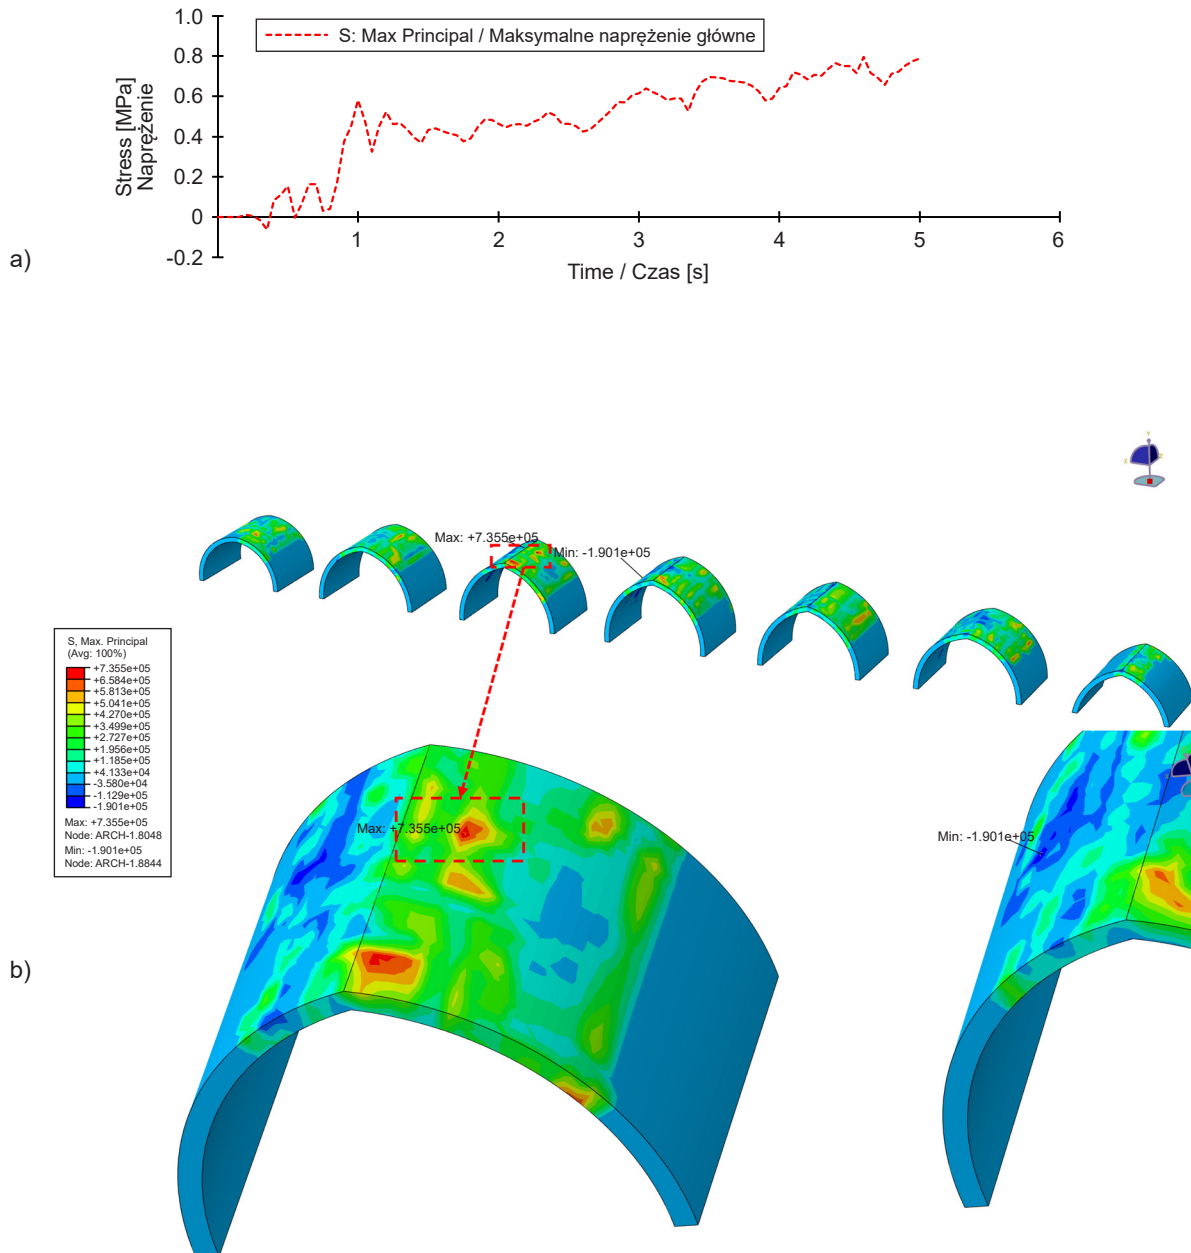 1.0
0.8
0.6
0.4
0.2
0
-0.2
Stress [MPa]
Naprężenie
S: Max Principal / Maksymalne naprężenie główne
1 2 3 4 5 6
Time / Czas [s]
a)
Y
X Z
Max: +7.355e+05
Min: -1.901e+05
S, Max. Principal
(Avg: 100%)
+7.355e+05
+6.584e+05
+5.813e+05
+5.041e+05
+4.270e+05
+3.499e+05
+2.727e+05
+1.956e+05
+1.185e+05
+4.133e+04
-3.580e+04
-1.129e+05
-1.901e+05
Max: +7.355e+05
Node: ARCH-1.8048
Min: -1.901e+05
Node: ARCH-1.8844
Max: +7.355e+05
Min: -1.901e+05
b)